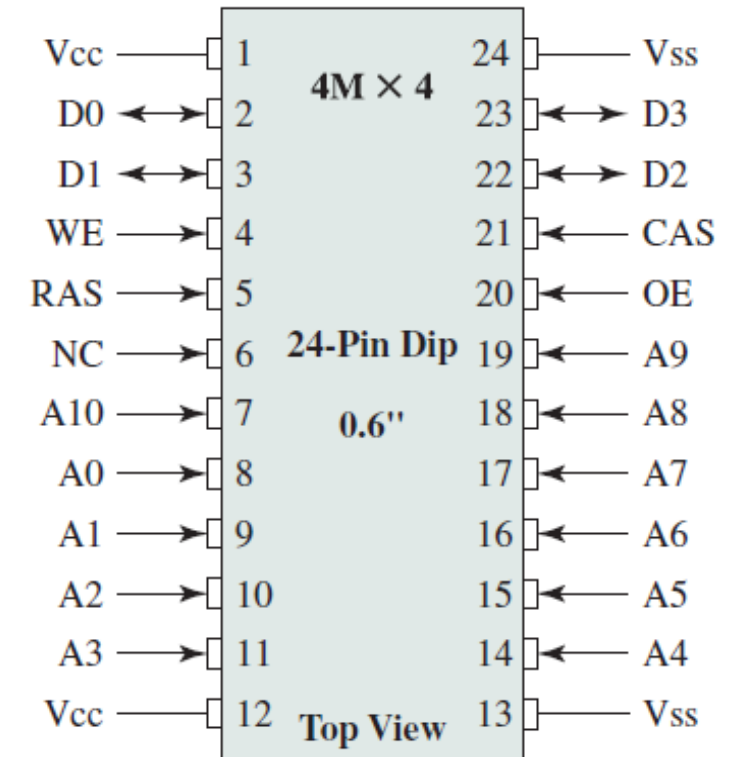 Vcc 1 24 Vss
4M × 4
D0 2 23 D3
D1 3 22 D2
WE 4 21 CAS
RAS 5 20 OE
NC 6 24-Pin Dip 19 A9
A10 7 0.6" 18 A8
A0 8 17 A7
A1 9 16 A6
A2 10 15 A5
A3 11 14 A4
Vcc 12 Top View 13 Vss